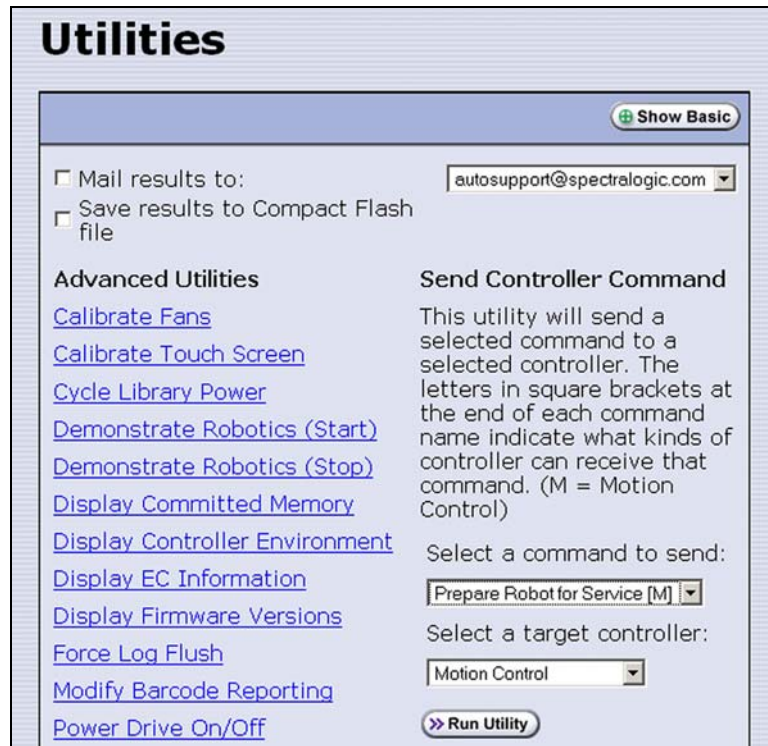 Utilities
Show Basic
Mail results to:
autosupport@spectralogic.com
Save results to Compact Flash
file
Advanced Utilities
Calibrate Fans
Calibrate Touch Screen
Cycle Library Power
Demonstrate Robotics (Start)
Demonstrate Robotics (Stop)
Display Committed Memory
Display Controller Environment
Display EC Information
Display Firmware Versions
Force Log Flush
Modify Barcode Reporting
Power Drive On/Off
Send Controller Command
This utility will send a
selected command to a
selected controller. The
letters in square brackets at
the end of each command
name indicate what kinds of
controller can receive that
command. (M = Motion
Control)
Select a command to send:
Prepare Robot for Service [M]
Select a target controller:
Motion Control
Run Utility